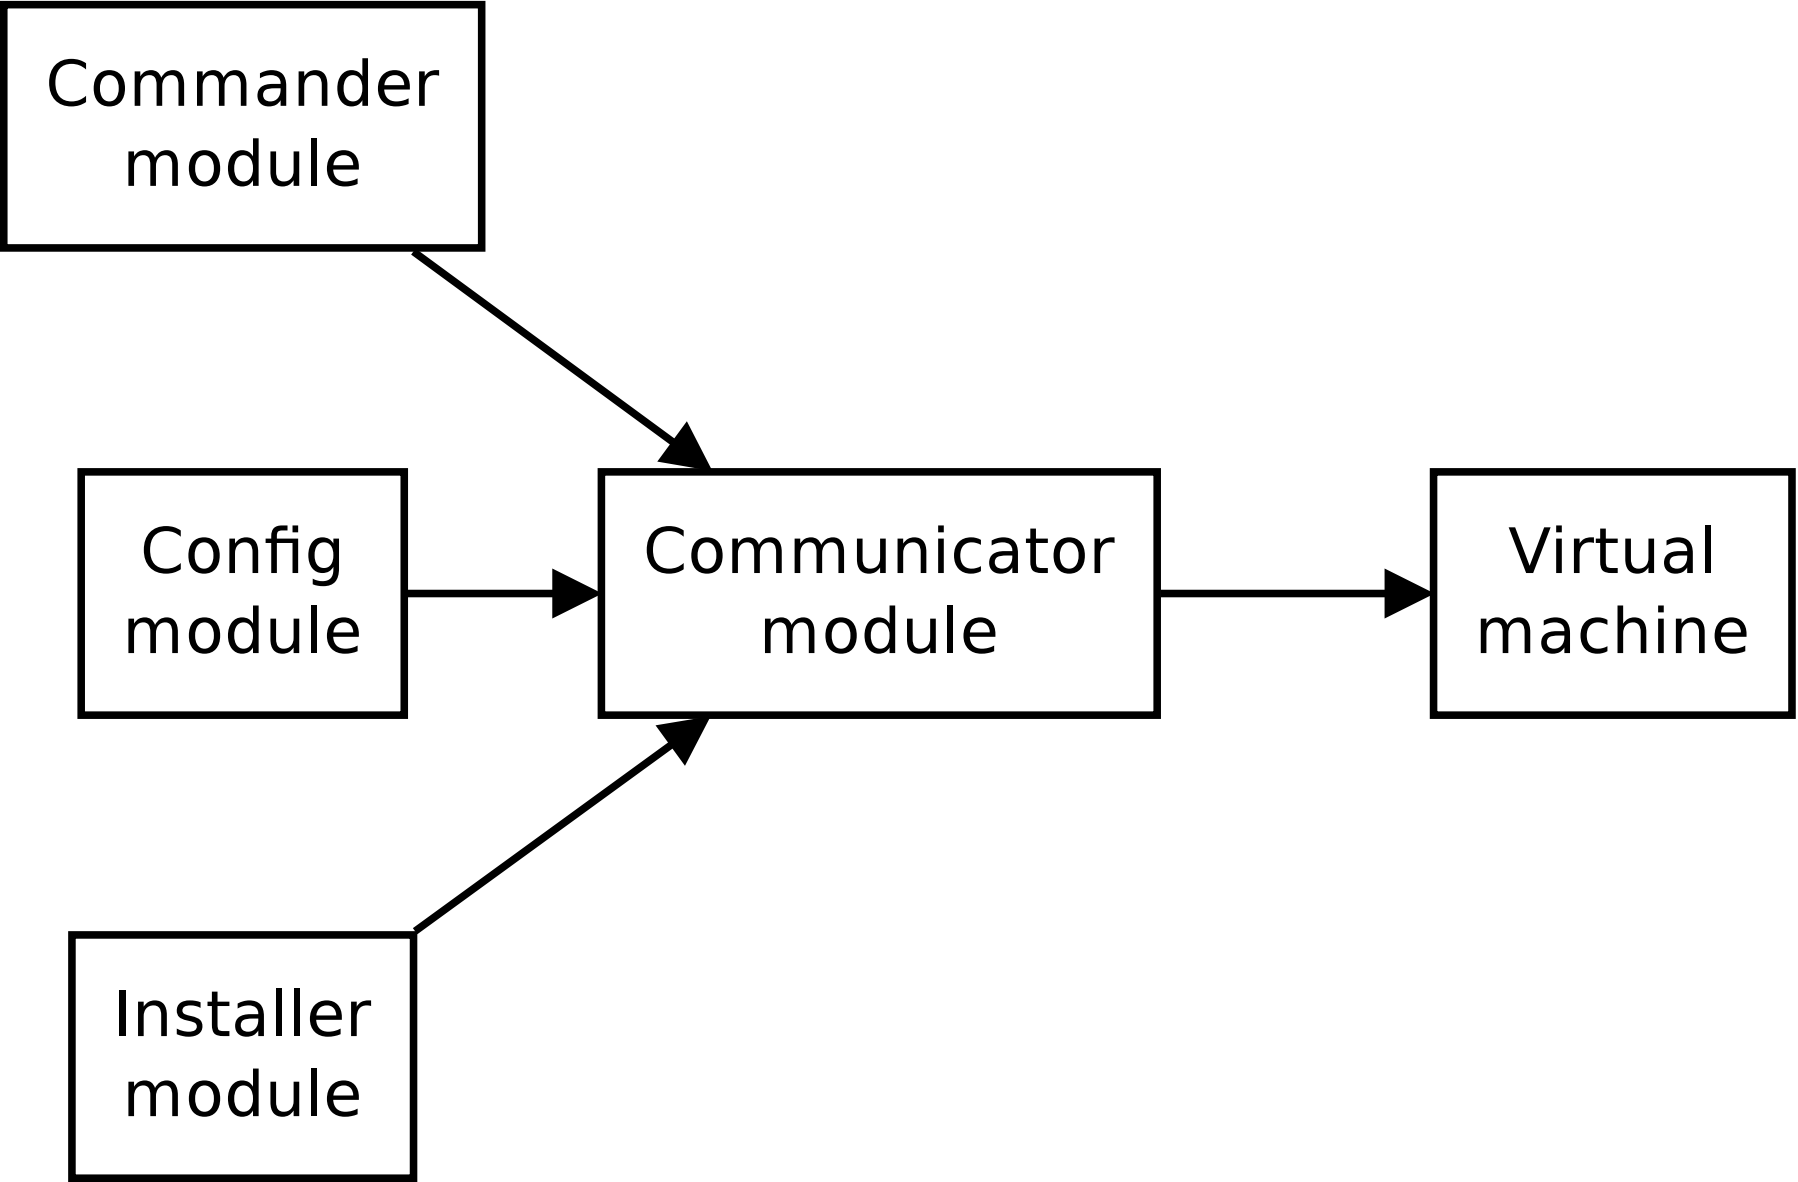 Commander
module
Config
module
Communicator
module
Virtual
machine
Installer
module